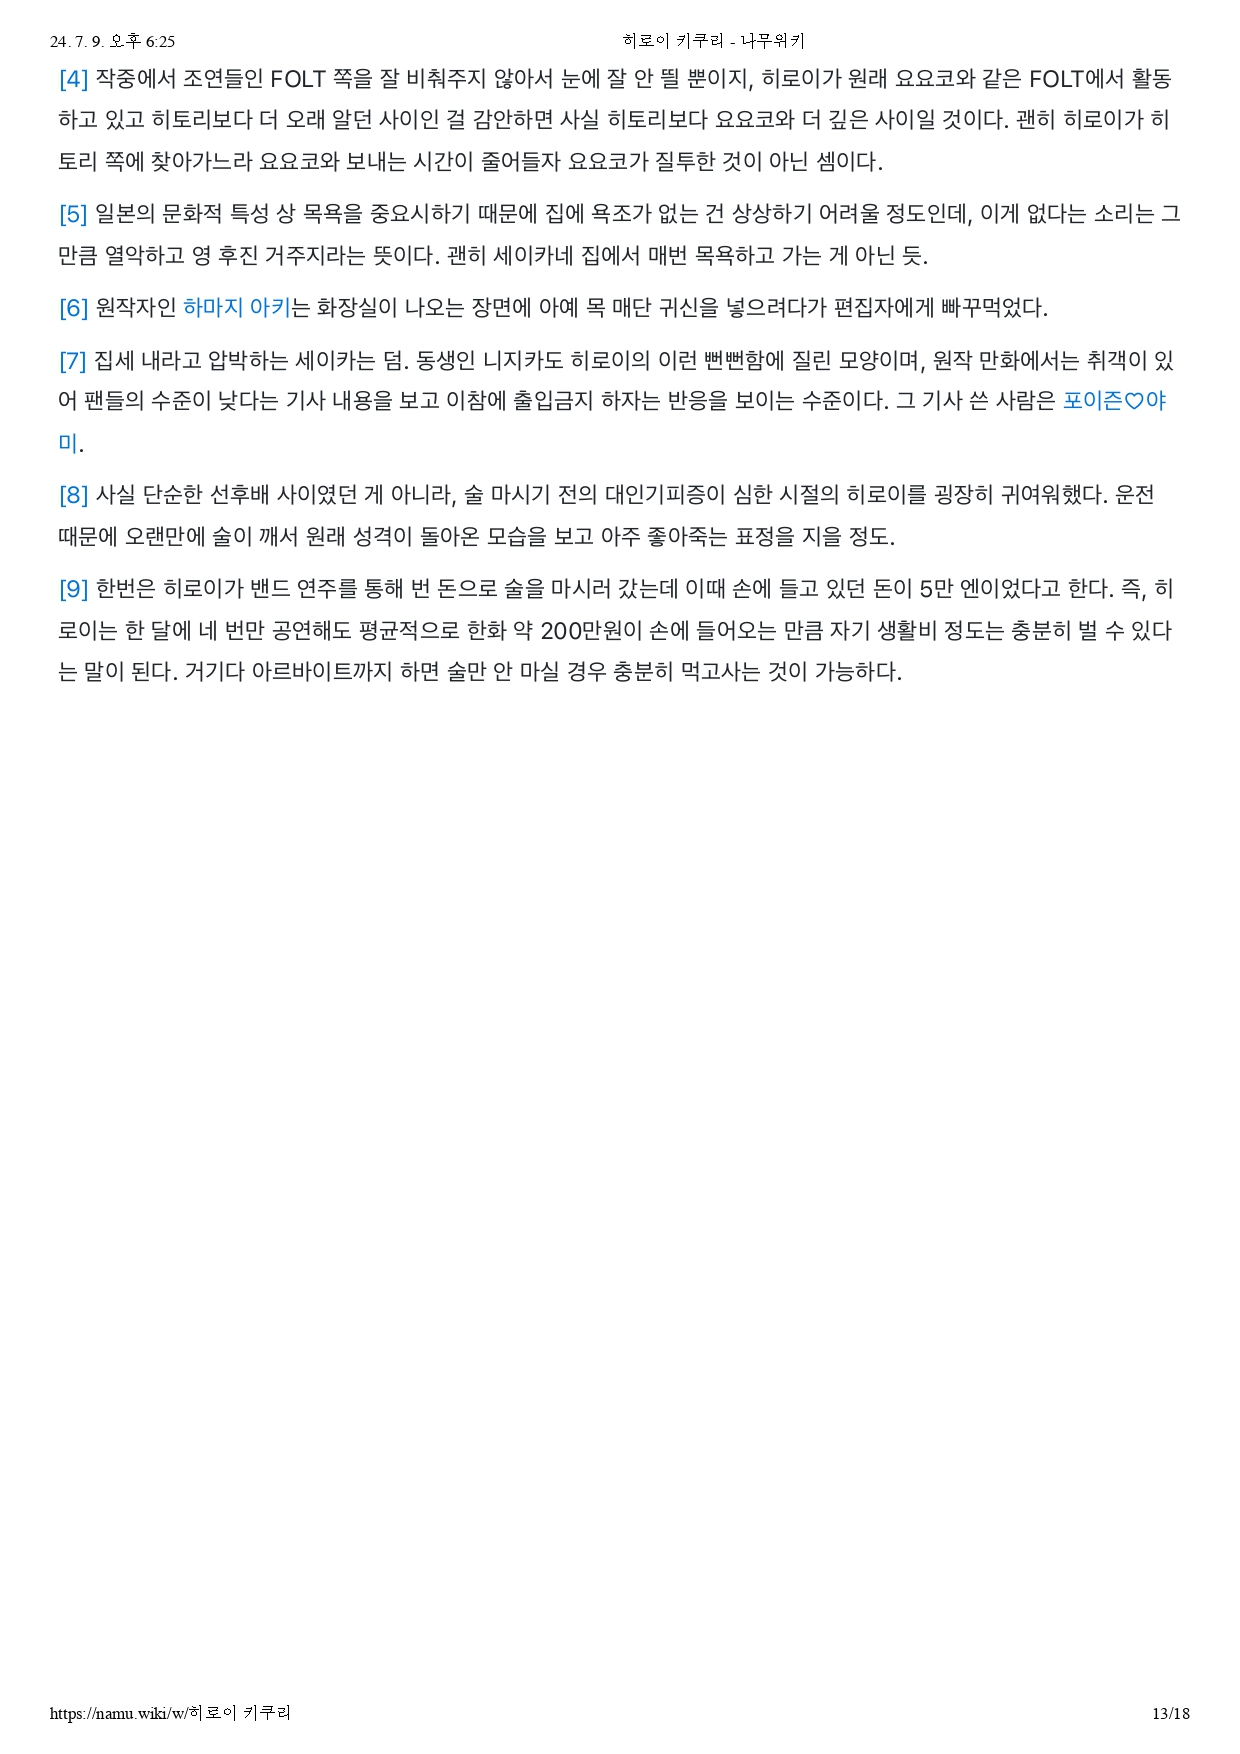 24. 7. 9. 오후 6:25 히로이 키쿠리 - 나무위키
[4] 작중에서 조연들인 FOLT 쪽을 잘 비춰주지 않아서 눈에 잘 안 띌 뿐이지, 히로이가 원래 요요코와 같은 FOLT에서 활동
하고 있고 히토리보다 더 오래 알던 사이인 걸 감안하면 사실 히토리보다 요요코와 더 깊은 사이일 것이다. 괜히 히로이가 히
토리 쪽에 찾아가느라 요요코와 보내는 시간이 줄어들자 요요코가 질투한 것이 아닌 셈이다.
[5] 일본의 문화적 특성 상 목욕을 중요시하기 때문에 집에 욕조가 없는 건 상상하기 어려울 정도인데, 이게 없다는 소리는 그
만큼 열악하고 영 후진 거주지라는 뜻이다. 괜히 세이카네 집에서 매번 목욕하고 가는 게 아닌 듯.
[6] 원작자인 하마지 아키는 화장실이 나오는 장면에 아예 목 매단 귀신을 넣으려다가 편집자에게 빠꾸먹었다.
[7] 집세 내라고 압박하는 세이카는 덤. 동생인 니지카도 히로이의 이런 뻔뻔함에 질린 모양이며, 원작 만화에서는 취객이 있
어 팬들의 수준이 낮다는 기사 내용을 보고 이참에 출입금지 하자는 반응을 보이는 수준이다. 그 기사 쓴 사람은 포이즌♡야
미.
[8] 사실 단순한 선후배 사이였던 게 아니라, 술 마시기 전의 대인기피증이 심한 시절의 히로이를 굉장히 귀여워했다. 운전
때문에 오랜만에 술이 깨서 원래 성격이 돌아온 모습을 보고 아주 좋아죽는 표정을 지을 정도.
[9] 한번은 히로이가 밴드 연주를 통해 번 돈으로 술을 마시러 갔는데 이때 손에 들고 있던 돈이 5만 엔이었다고 한다. 즉, 히
로이는 한 달에 네 번만 공연해도 평균적으로 한화 약 200만원이 손에 들어오는 만큼 자기 생활비 정도는 충분히 벌 수 있다
는 말이 된다. 거기다 아르바이트까지 하면 술만 안 마실 경우 충분히 먹고사는 것이 가능하다.
https://namu.wiki/w/히로이 키쿠리 13/18